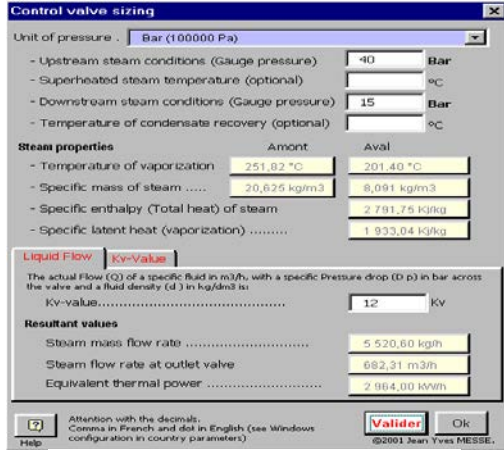 Control valve sizing
Unit of pressure . Bar (100000 Pa)
- Upstream steam conditions (Gauge pressure) 40 Bar
- Superheated steam temperature (optional) ºC
- Downstream steam conditions (Gauge pressure) 15 Bar
- Temperature of condensate recovery (optional) ºC
Steam properties Amont Aval
- Temperature of vaporization 251,82 °C 201,40 °C
- Specific mass of steam ..... 20,625 kg/m3 8,091 kg/m3
- Specific enthalpy (Total heat) of steam 2 791,75 Kj/kg
- Specific latent heat (vaporization) ......... 1 933,04 Kj/kg
Liquid Flow Kv-Value
The actual Flow (Q) of a specific fluid in m3/h, with a specific Pressure drop (D p) in bar across
the valve and a fluid density (d ) in kg/dm3 is:
Kv-value............................................. 12 Kv
Resultant values
Steam mass flow rate .............................. 5 520,60 kg/h
Steam flow rate at outlet valve 682,31 m3/h
Equivalent thermal power ......................... 2 964,00 kW/h
Attention with the decimals.
Comma in French and dot in English (see Windows
configuration in country parameters)
Help
Valider Ok
©2001 Jean Yves MESSE.